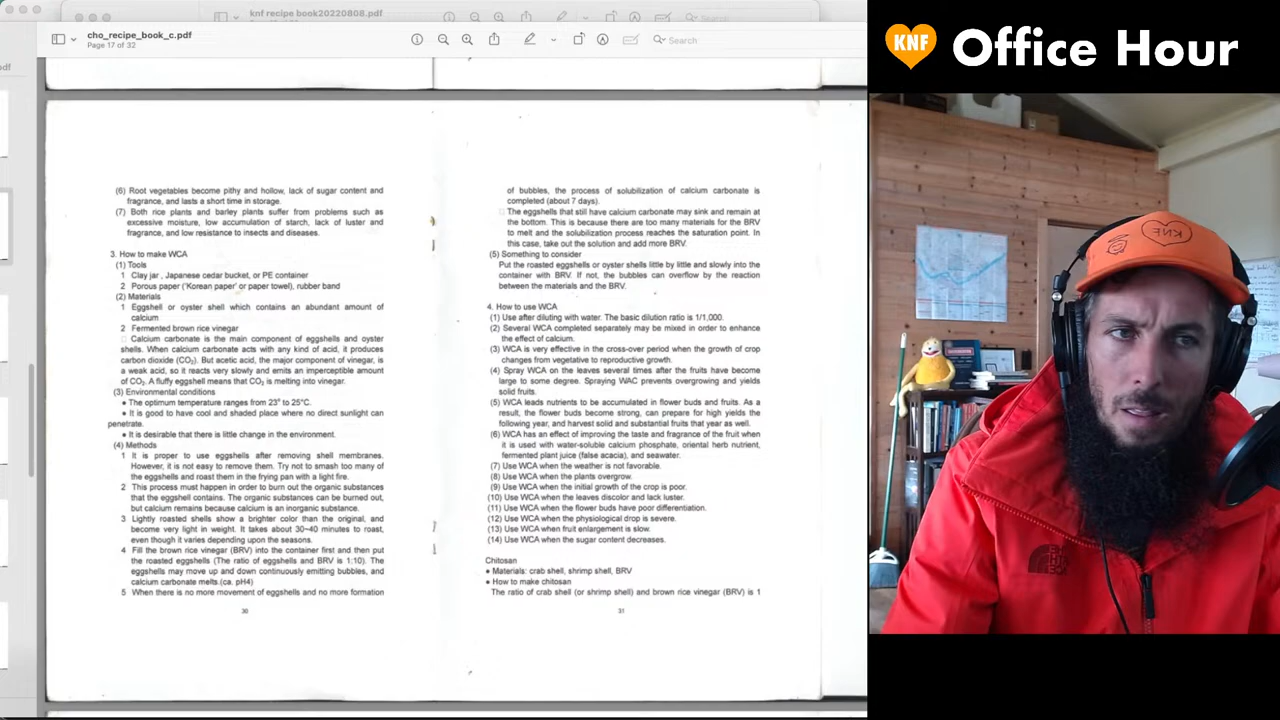 knf recipe book20220808.pdf
Search
cho_recipe_book_c.pdf
Page 17 of 32
Search
pdf
(6) Root vegetables become pithy and hollow, lack of sugar content and
fragrance, and lasts a short time in storage.
(7) Both rice plants and barley plants suffer from problems such as
excessive moisture, low accumulation of starch, lack of luster and
fragrance, and low resistance to insects and diseases.
3. How to make WCA
(1) Tools
1 Clay jar , Japanese cedar bucket, or PE container
2 Porous paper ('Korean paper' or paper towel), rubber band
(2) Materials
1 Eggshell or oyster shell which contains an abundant amount of
calcium
2 Fermented brown rice vinegar
□ Calcium carbonate is the main component of eggshells and oyster
shells. When calcium carbonate acts with any kind of acid, it produces
carbon dioxide (CO₂). But acetic acid, the major component of vinegar, is
a weak acid, so it reacts very slowly and emits an imperceptible amount
of CO₂. A fluffy eggshell means that CO₂ is melting into vinegar.
(3) Environmental conditions
● The optimum temperature ranges from 23° to 25°C.
● It is good to have cool and shaded place where no direct sunlight can
penetrate.
● It is desirable that there is little change in the environment.
(4) Methods
1 It is proper to use eggshells after removing shell membranes.
However, it is not easy to remove them. Try not to smash too many of
the eggshells and roast them in the frying pan with a light fire.
2 This process must happen in order to burn out the organic substances
that the eggshell contains. The organic substances can be burned out,
but calcium remains because calcium is an inorganic substance.
3 Lightly roasted shells show a brighter color than the original, and
become very light in weight. It takes about 30~40 minutes to roast,
even though it varies depending upon the seasons.
4 Fill the brown rice vinegar (BRV) into the container first and then put
the roasted eggshells (The ratio of eggshells and BRV is 1:10). The
eggshells may move up and down continuously emitting bubbles, and
calcium carbonate melts.(ca. pH4)
5 When there is no more movement of eggshells and no more formation
30
of bubbles, the process of solubilization of calcium carbonate is
completed (about 7 days).
□ The eggshells that still have calcium carbonate may sink and remain at
the bottom. This is because there are too many materials for the BRV
to melt and the solubilization process reaches the saturation point. In
this case, take out the solution and add more BRV.
(5) Something to consider
Put the roasted eggshells or oyster shells little by little and slowly into the
container with BRV. If not, the bubbles can overflow by the reaction
between the materials and the BRV.
4. How to use WCA
(1) Use after diluting with water. The basic dilution ratio is 1/1,000.
(2) Several WCA completed separately may be mixed in order to enhance
the effect of calcium.
(3) WCA is very effective in the cross-over period when the growth of crop
changes from vegetative to reproductive growth.
(4) Spray WCA on the leaves several times after the fruits have become
large to some degree. Spraying WAC prevents overgrowing and yields
solid fruits.
(5) WCA leads nutrients to be accumulated in flower buds and fruits. As a
result, the flower buds become strong, can prepare for high yields the
following year, and harvest solid and substantial fruits that year as well.
(6) WCA has an effect of improving the taste and fragrance of the fruit when
it is used with water-soluble calcium phosphate, oriental herb nutrient,
fermented plant juice (false acacia), and seawater.
(7) Use WCA when the weather is not favorable.
(8) Use WCA when the plants overgrow.
(9) Use WCA when the initial growth of the crop is poor.
(10) Use WCA when the leaves discolor and lack luster.
(11) Use WCA when the flower buds have poor differentiation.
(12) Use WCA when the physiological drop is severe.
(13) Use WCA when fruit enlargement is slow.
(14) Use WCA when the sugar content decreases.
Chitosan
● Materials: crab shell, shrimp shell, BRV
● How to make chitosan
The ratio of crab shell (or shrimp shell) and brown rice vinegar (BRV) is 1
31
KNF Office Hour
KNF